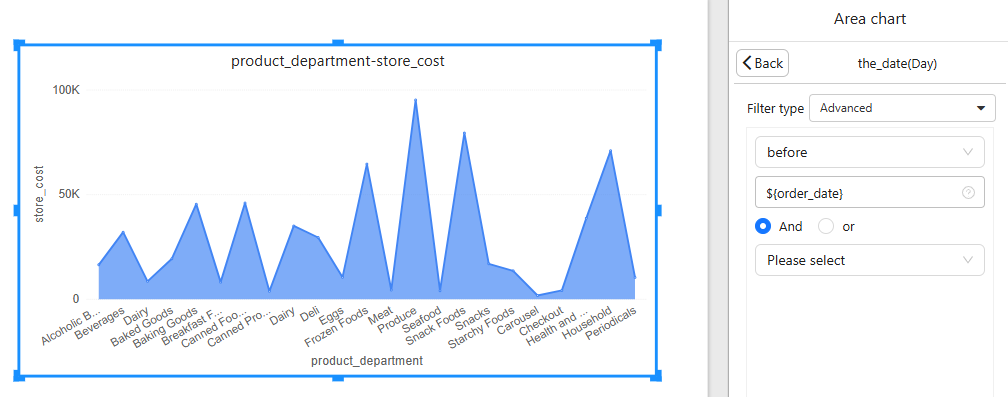 product_department-store_cost
100K
50K
0
store_cost
Alcoholic B...
Beverages
Dairy
Baked Goods
Baking Goods
Breakfast F...
Canned Foo...
Canned Pro...
Dairy
Deli
Eggs
Frozen Foods
Meat
Produce
Seafood
Snack Foods
Snacks
Starchy Foods
Carousel
Checkout
Health and ...
Household
Periodicals
product_department
Area chart
Back
the_date(Day)
Filter type
Advanced
before
${order_date}
And or
Please select